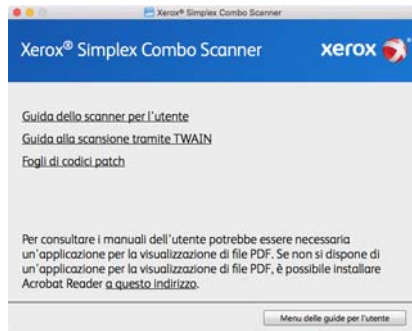 Xerox® Simplex Combo Scanner
Xerox® Simplex Combo Scanner
xerox
Guida dello scanner per l'utente
Guida alla scansione tramite TWAIN
Fogli di codici patch
Per consultare i manuali dell'utente potrebbe essere necessaria
un'applicazione per la visualizzazione di file PDF. Se non si dispone di
un'applicazione per la visualizzazione di file PDF, è possibile installare
Acrobat Reader a questo indirizzo.
Menu delle guide per l'utente